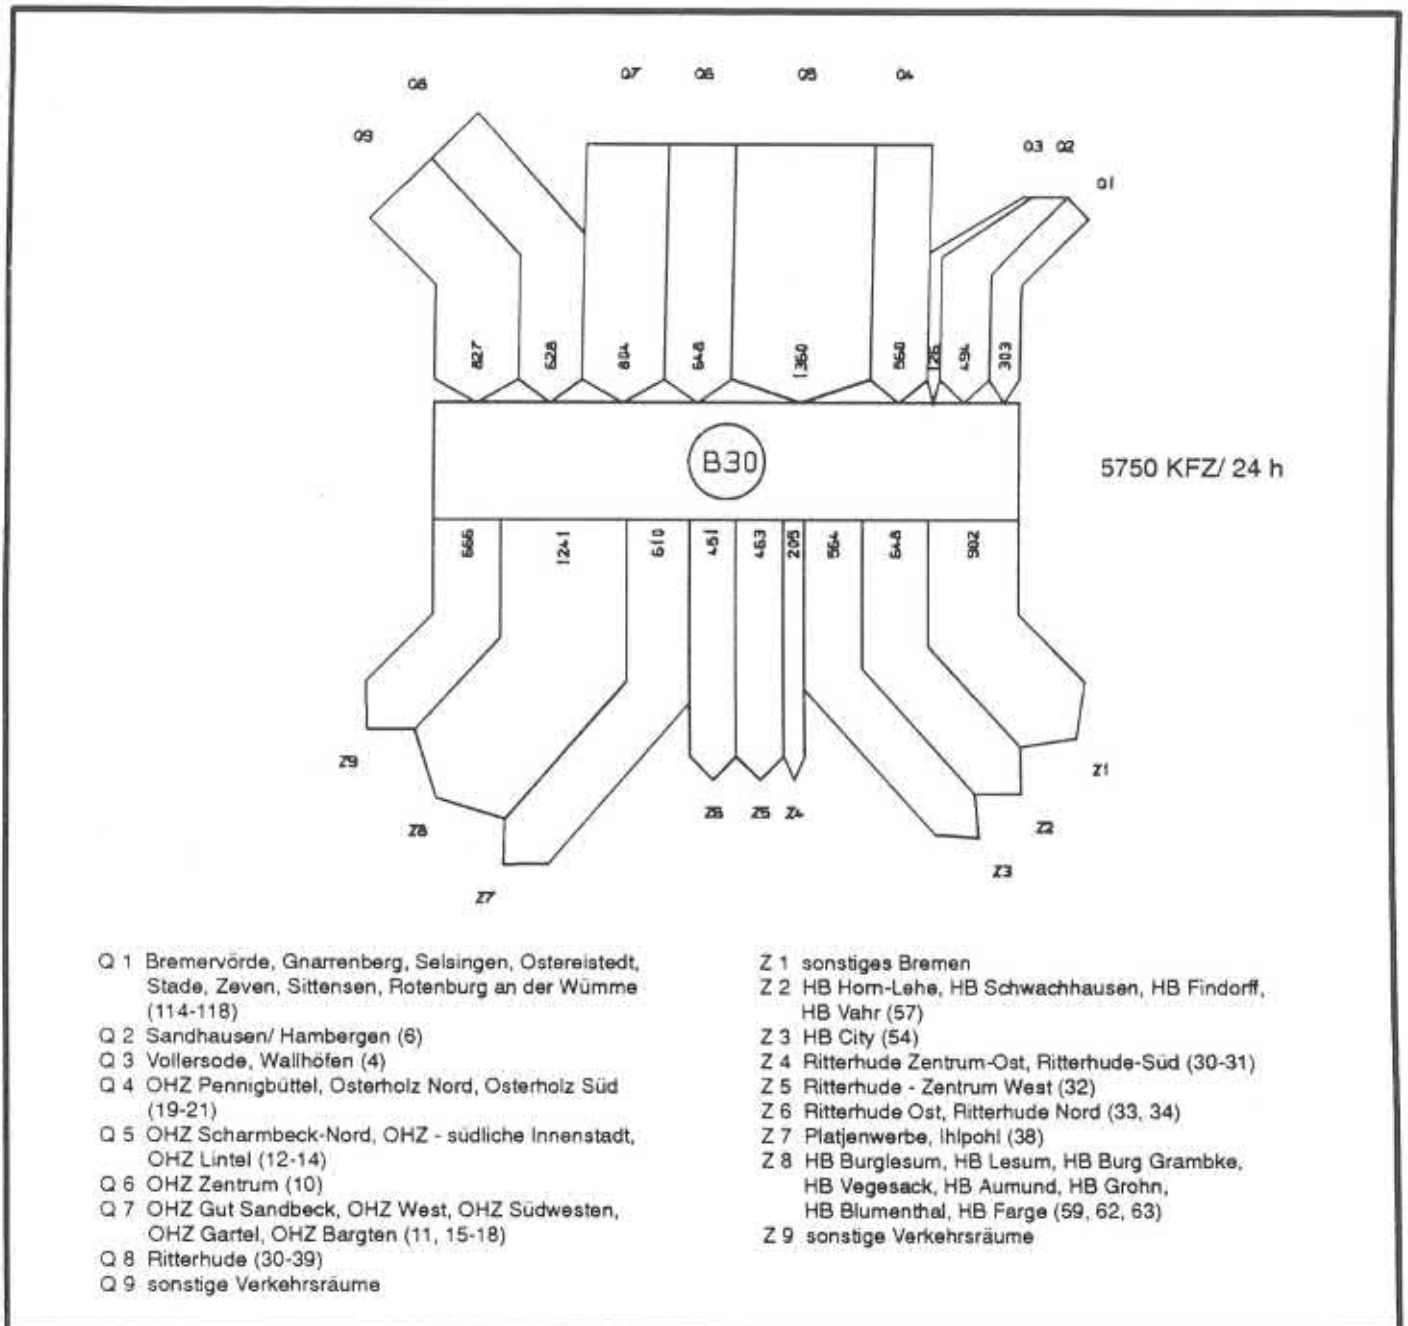 Q7 Q6 Q5 Q4
Q8
Q9
Q3 Q2
Q1
827 628 804 648 1360 560 126 494 303
B30
5750 KFZ/ 24 h
666 1241 610 461 463 205 564 648 902
Z9
Z1
Z6 Z5 Z4
Z8
Z2
Z3
Z7
Q 1 Bremervörde, Gnarrenberg, Selsingen, Ostereistedt,
Stade, Zeven, Sittensen, Rotenburg an der Wümme
(114-118)
Q 2 Sandhausen/ Hambergen (6)
Q 3 Vollersode, Wallhöfen (4)
Q 4 OHZ Pennigbüttel, Osterholz Nord, Osterholz Süd
(19-21)
Q 5 OHZ Scharmbeck-Nord, OHZ - südliche Innenstadt,
OHZ Lintel (12-14)
Q 6 OHZ Zentrum (10)
Q 7 OHZ Gut Sandbeck, OHZ West, OHZ Südwesten,
OHZ Gartel, OHZ Bargten (11, 15-18)
Q 8 Ritterhude (30-39)
Q 9 sonstige Verkehrsräume
Z 1 sonstiges Bremen
Z 2 HB Horn-Lehe, HB Schwachhausen, HB Findorff,
HB Vahr (57)
Z 3 HB City (54)
Z 4 Ritterhude Zentrum-Ost, Ritterhude-Süd (30-31)
Z 5 Ritterhude - Zentrum West (32)
Z 6 Ritterhude Ost, Ritterhude Nord (33, 34)
Z 7 Platjenwerbe, Ihlpohl (38)
Z 8 HB Burglesum, HB Lesum, HB Burg Grambke,
HB Vegesack, HB Aumund, HB Grohn,
HB Blumenthal, HB Farge (59, 62, 63)
Z 9 sonstige Verkehrsräume